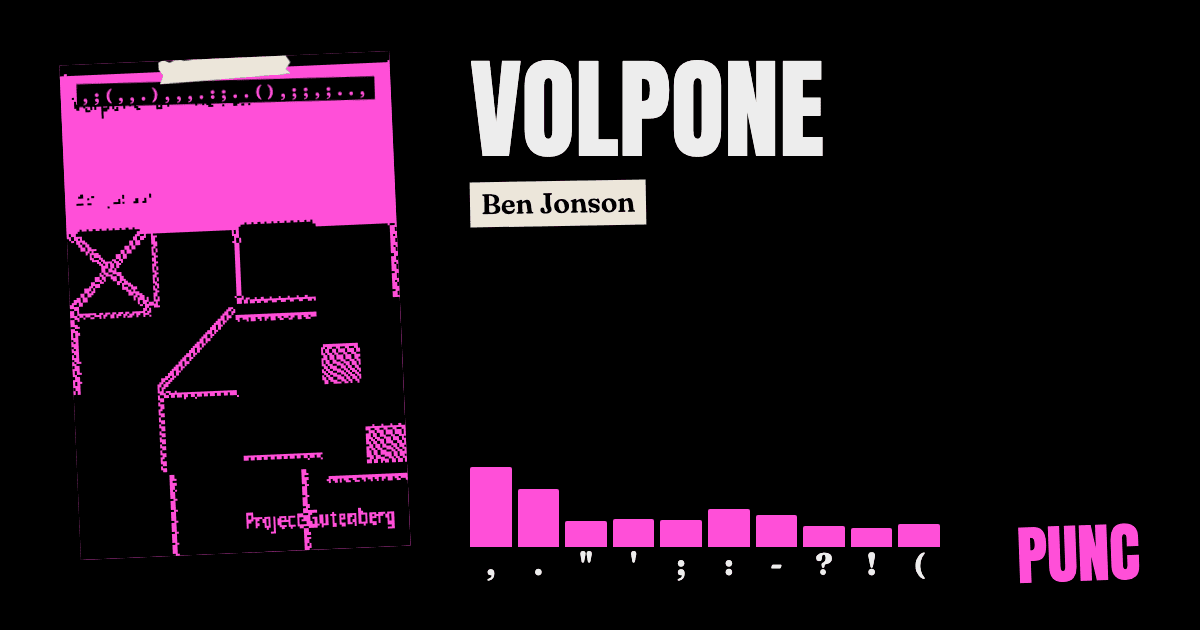 ,;(,,.),,,.:;..(),;;,;..,
Project Gutenberg
VOLPONE
Ben Jonson
, . " ' ; : - ? ! (
PUNC